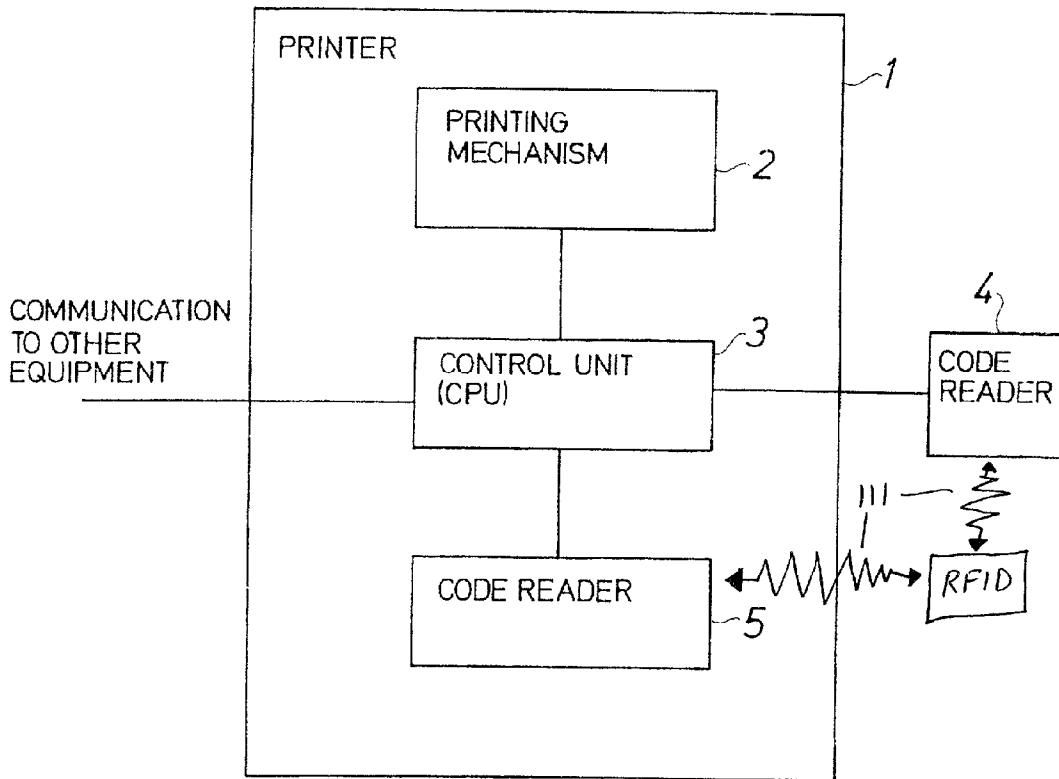 PRINTER
1
PRINTING
MECHANISM
2
COMMUNICATION
TO OTHER
EQUIPMENT
3
CONTROL UNIT
(CPU)
4
CODE
READER
111
CODE READER
5
RFID